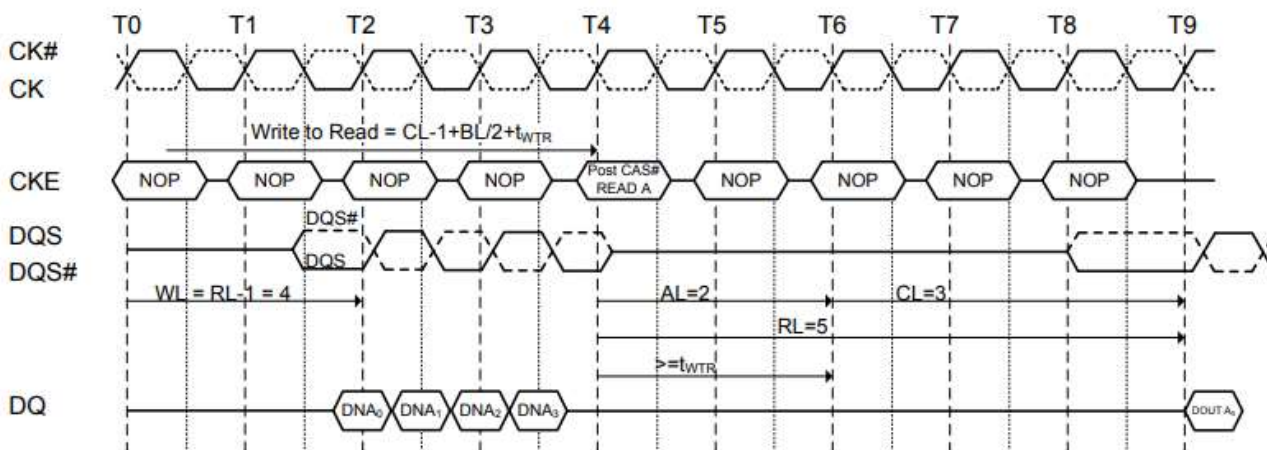 T0 T1 T2 T3 T4 T5 T6 T7 T8 T9
CK#
CK
Write to Read = CL-1+BL/2+tWTR
CKE NOP NOP NOP NOP Post CAS# READ A NOP NOP NOP NOP
DQS#
DQS
DQS
DQS#
WL = RL-1 = 4 AL=2 CL=3
RL=5
>=tWTR
DQ DNA0 DNA1 DNA2 DNA3 DOUT A0